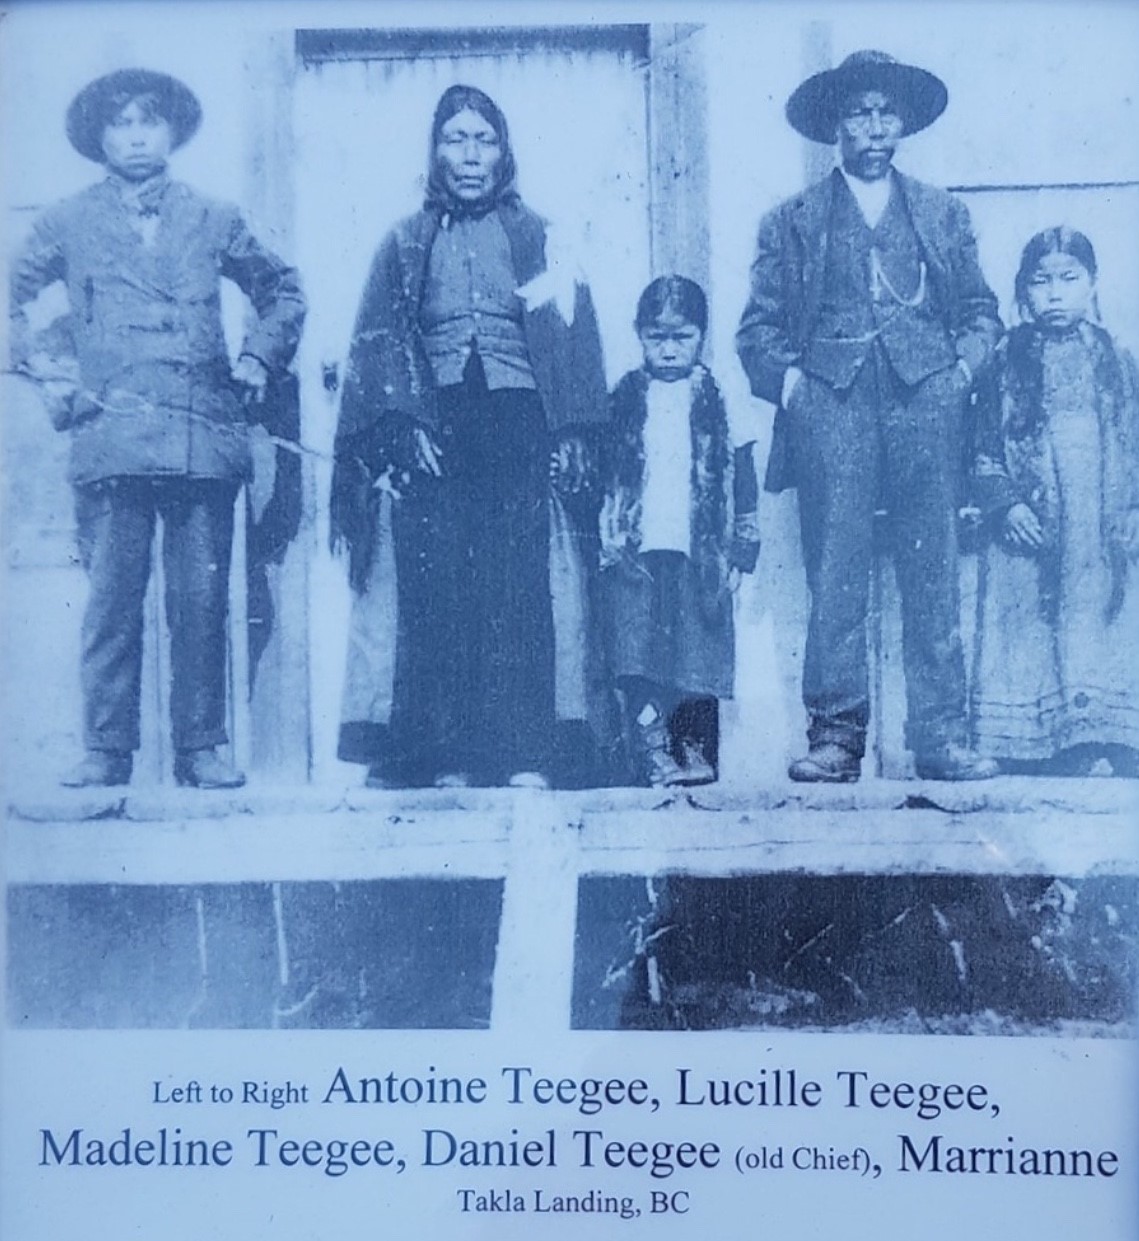 Left to Right Antoine Teegee, Lucille Teegee,
Madeline Teegee, Daniel Teegee (old Chief), Marrianne
Takla Landing, BC